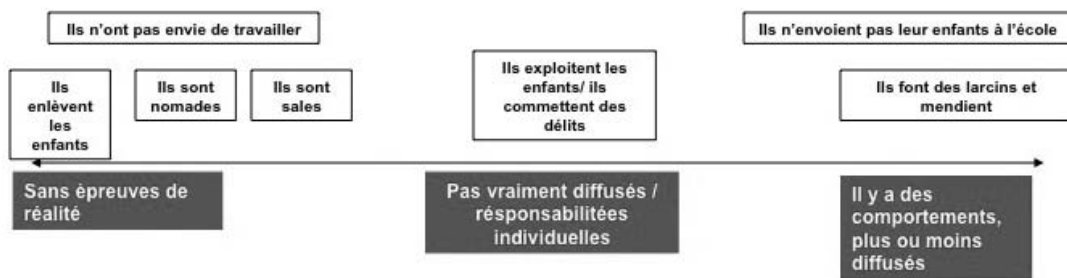 Ils n'ont pas envie de travailler
Ils n'envoient pas leur enfants à l'école
Ils
enlèvent
les
enfants
Ils sont
nomades
Ils sont
sales
Ils exploitent les
enfants/ ils
commettent des
délits
Ils font des larcins et
mendient
Sans èpreuves de
réalité
Pas vraiment diffusés /
résponsabilitées
individuelles
Il y a des
comportements,
plus ou moins
diffusés